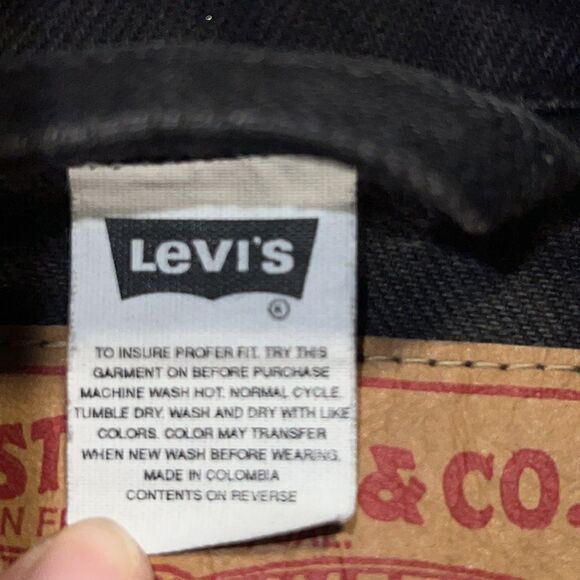 LEVI'S
®
TO INSURE PROFER FIT. TRY THIS
GARMENT ON BEFORE PURCHASE
MACHINE WASH HOT. NORMAL CYCLE.
TUMBLE DRY. WASH AND DRY WITH LIKE
COLORS. COLOR MAY TRANSFER
WHEN NEW WASH BEFORE WEARING.
MADE IN COLOMBIA
CONTENTS ON REVERSE
ST & CO.